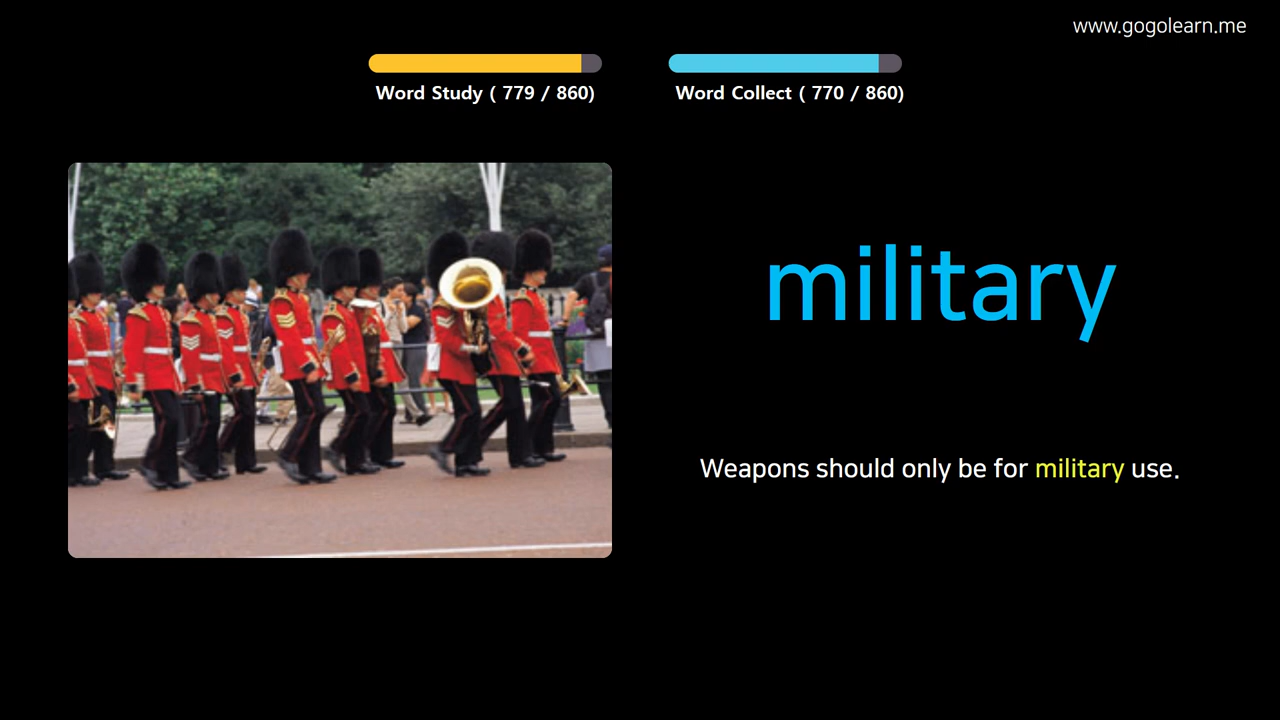 www.gogolearn.me
Word Study ( 779 / 860)
Word Collect ( 770 / 860)
military
Weapons should only be for military use.